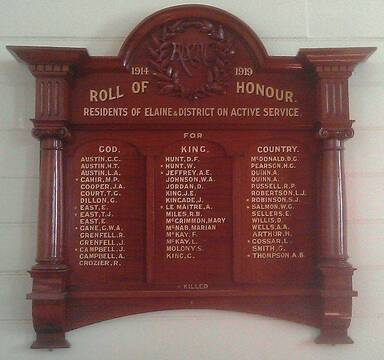 1914 1919
ROLL OF HONOUR.
RESIDENTS OF ELAINE & DISTRICT ON ACTIVE SERVICE.
FOR
GOD, KING, COUNTRY.
AUSTIN, C.C.
AUSTIN, H.T.
AUSTIN, L.A.
* CAHIR, M.P.
COOPER, J.A.
COURT, T.G.
DILLON, G.
* EAST, E.
* EAST, T.J.
EAST, E.
* GANE, G.W.A.
GRENFELL, R.
GRENFELL, J.
CAMPBELL, J.
CAMPBELL, A.
CROZIER, R.
HUNT, D.F.
* HUNT, W.
* JEFFREY, A.E.
JOHNSON, W.A.
JORDAN, D.
KING, J.E.
KINCADE, J.
* LE MAITRE, A.
MILES, R.B.
McCRIMMON, MARY
McNAB, MARIAN
McKAY, F.
McKAY, L.
MOLONY, S.
KING, C.
McDONALD, D.G.
PEARSON, H.G.
QUINN, A.
QUINN, A.
RUSSELL, R.P.
ROBERTSON, L.J.
* ROBINSON, S.J.
* SALMON, W.G.
SELLERS, E.
WILLIS, D.
WELLS, A.A.
ARTHUR, H.
* COSSAR, L.
SMITH, G.
* THOMPSON, A.B.
* KILLED